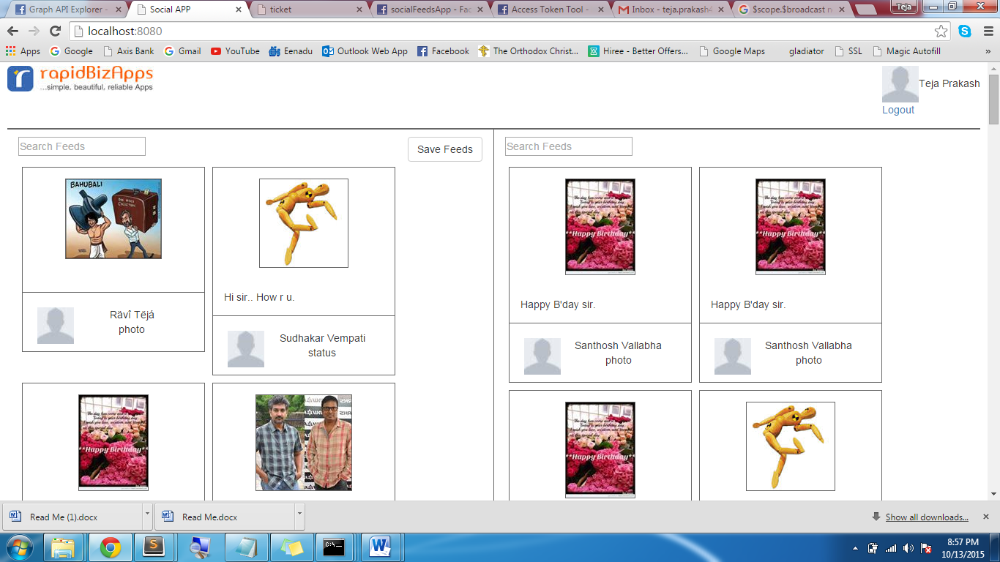 Graph API Explorer -
Social APP
ticket
socialFeedsApp - Fac
Access Token Tool -
Inbox - teja.prakash4
$scope.$broadcast n
Teja
localhost:8080
Apps
Google
Axis Bank
Gmail
YouTube
Eenadu
Outlook Web App
Facebook
The Orthodox Christ...
Hiree - Better Offers...
Google Maps
gladiator
SSL
Magic Autofill
»
rapidBizApps
...simple, beautiful, reliable Apps
Teja Prakash
Logout
Search Feeds
Save Feeds
Search Feeds
BAHUBALI
Rävî Tëjá
photo
Hi sir.. How r u.
Sudhakar Vempati
status
**Happy Birthday**
Happy B'day sir.
Santhosh Vallabha
photo
**Happy Birthday**
Happy B'day sir.
Santhosh Vallabha
photo
**Happy Birthday**
**Happy Birthday**
Read Me (1).docx
Read Me.docx
Show all downloads...
8:57 PM
10/13/2015